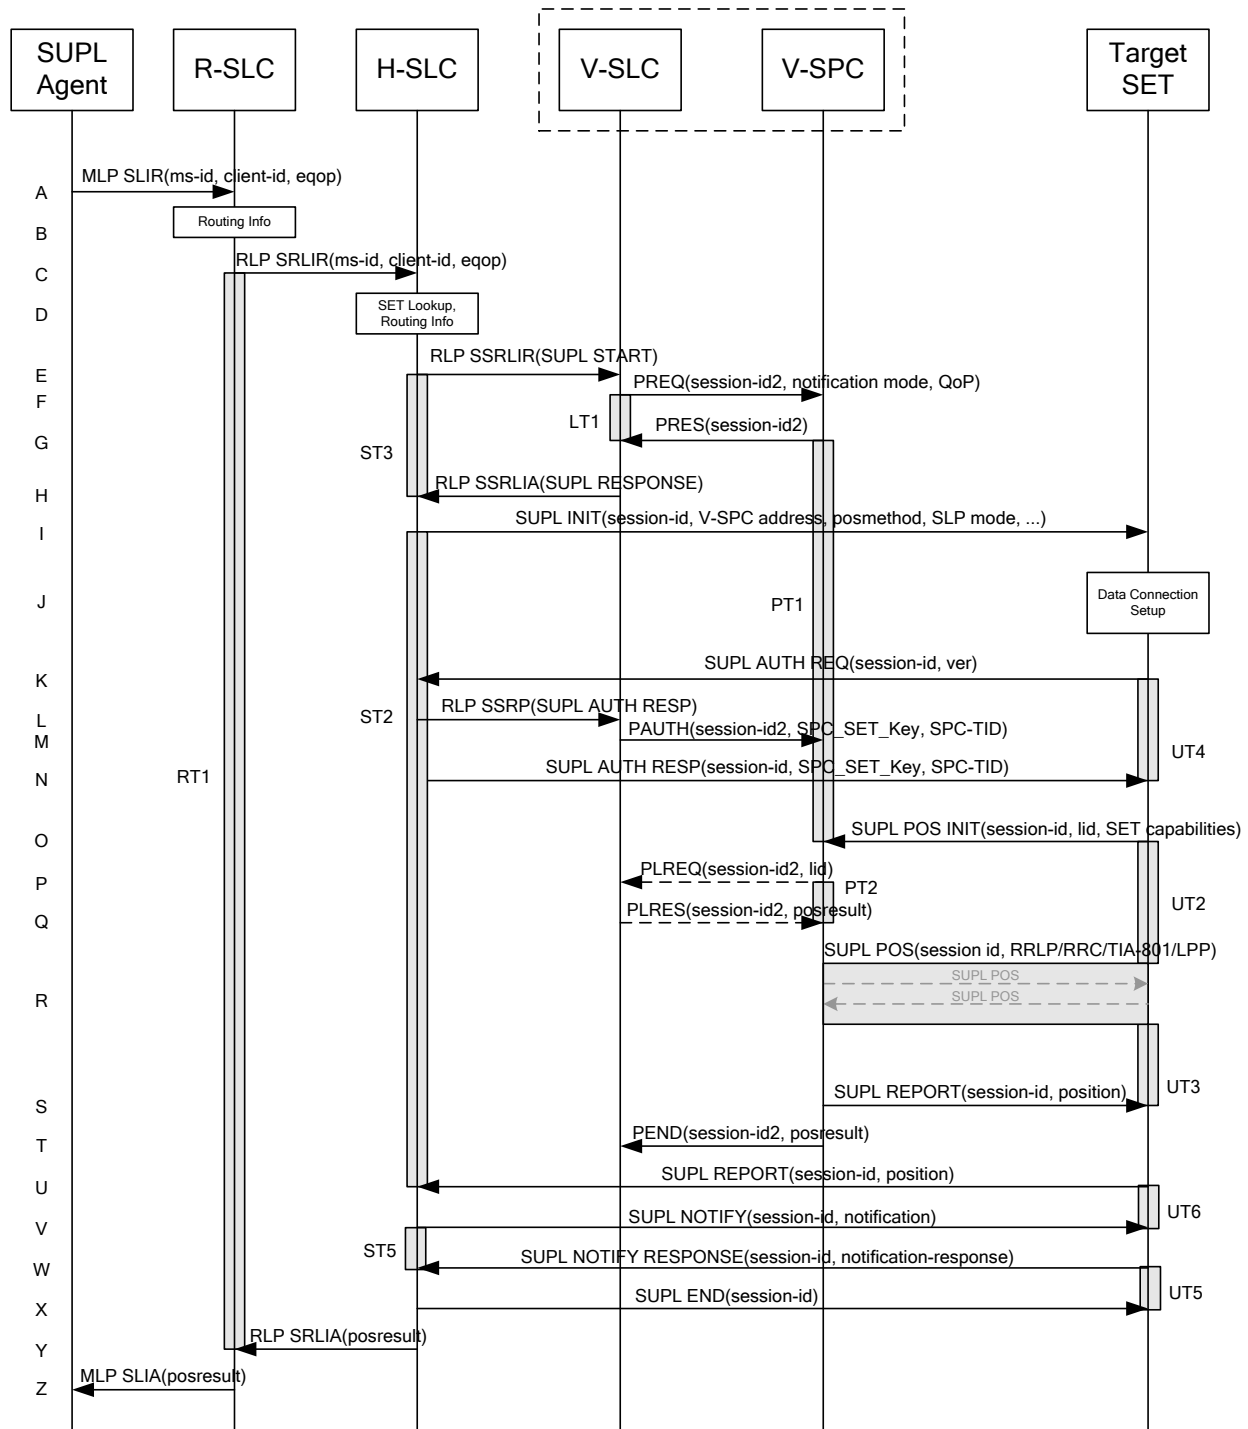 SUPL
Agent
R-SLC
H-SLC
V-SLC
V-SPC
Target
SET
MLP SLIR(ms-id, client-id, eqop)
A
Routing Info
B
RLP SRLIR(ms-id, client-id, eqop)
C
SET Lookup,
Routing Info
D
RLP SSRLIR(SUPL START)
E
PREQ(session-id2, notification mode, QoP)
F
LT1
PRES(session-id2)
G
ST3
RLP SSRLIA(SUPL RESPONSE)
H
SUPL INIT(session-id, V-SPC address, posmethod, SLP mode, ...)
I
Data Connection
Setup
J
PT1
SUPL AUTH REQ(session-id, ver)
K
RLP SSRP(SUPL AUTH RESP)
ST2
L
PAUTH(session-id2, SPC_SET_Key, SPC-TID)
M
UT4
SUPL AUTH RESP(session-id, SPC_SET_Key, SPC-TID)
RT1
N
SUPL POS INIT(session-id, lid, SET capabilities)
O
PLREQ(session-id2, lid)
P
PT2
PLRES(session-id2, posresult)
UT2
Q
SUPL POS(session id, RRLP/RRC/TIA-801/LPP)
SUPL POS
SUPL POS
R
UT3
SUPL REPORT(session-id, position)
S
PEND(session-id2, posresult)
T
SUPL REPORT(session-id, position)
U
UT6
SUPL NOTIFY(session-id, notification)
V
ST5
SUPL NOTIFY RESPONSE(session-id, notification-response)
W
UT5
SUPL END(session-id)
X
RLP SRLIA(posresult)
Y
MLP SLIA(posresult)
Z